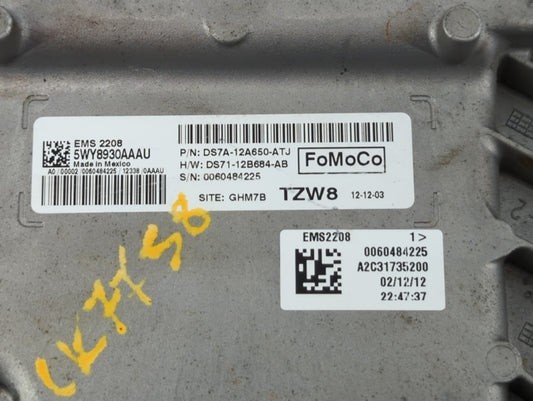 EMS 2208
5WY8930AAAU
Made in Mexico
A0 00002 0060484225 12338 0AAAU
P/N: DS7A-12A650-ATJ
H/W: DS71-12B684-AB
S/N: 0060484225
FoMoCo
SITE: GHM7B TZW8 12-12-03
EMS2208 1>
0060484225
A2C31735200
02/12/12
22:47:37